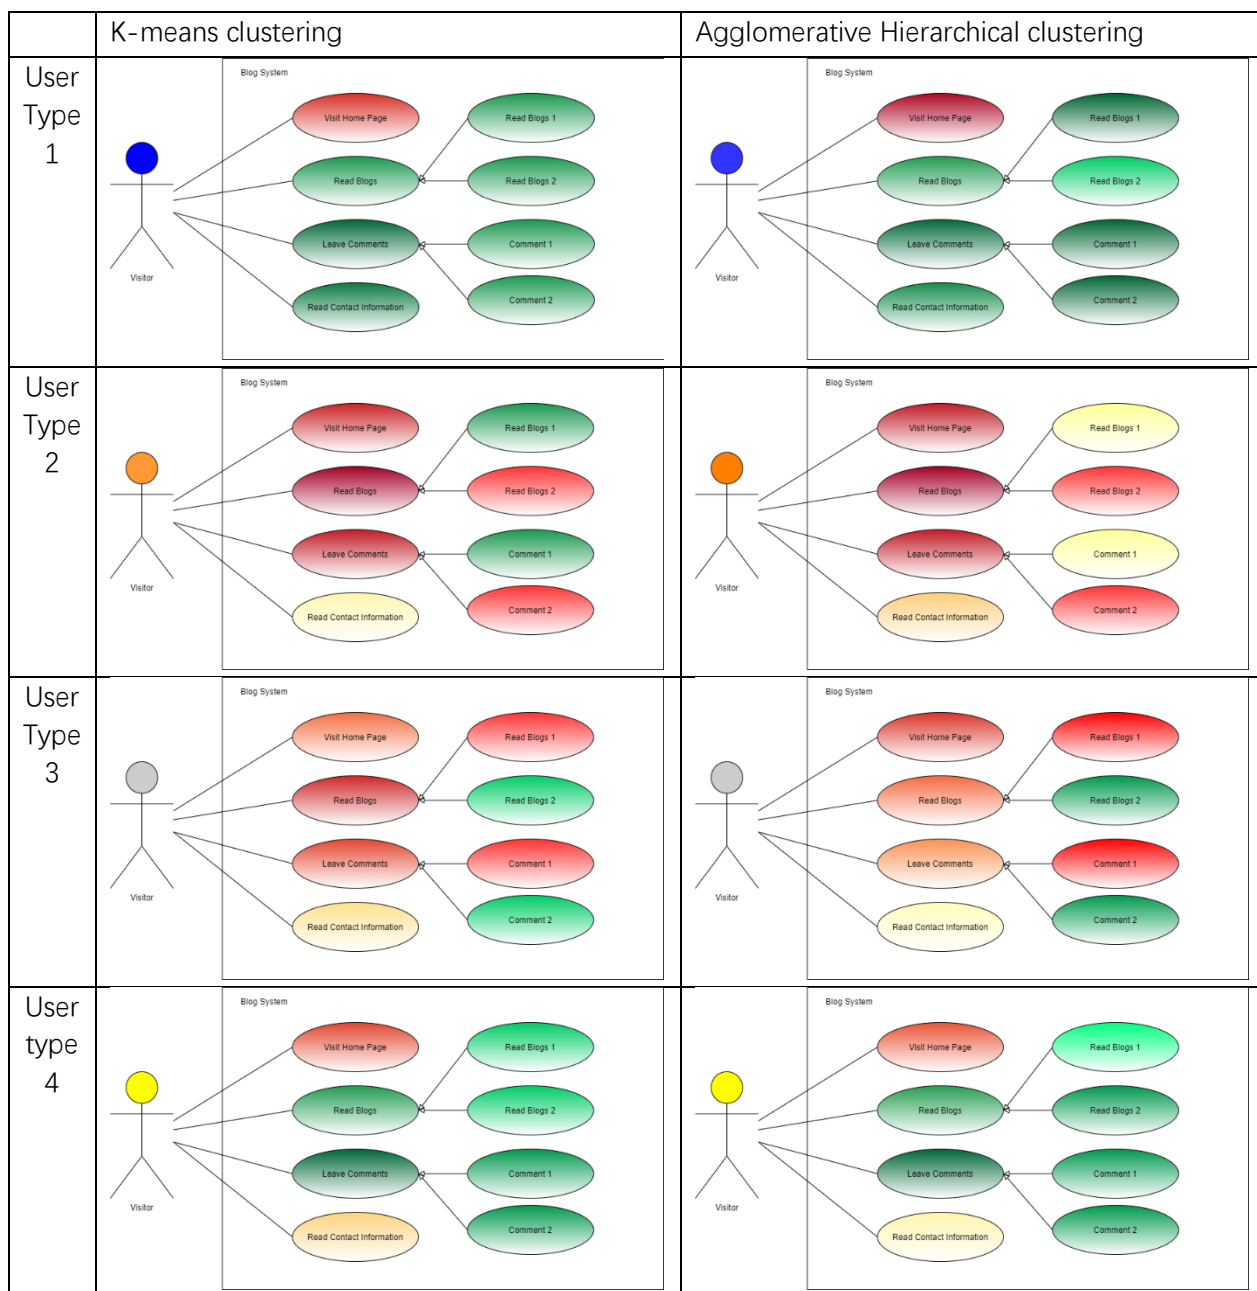 K-means clustering
Agglomerative Hierarchical clustering
User
Type
1
Blog System
Visit Home Page
Read Blogs 1
Read Blogs
Read Blogs 2
Leave Comments
Comment 1
Read Contact Information
Comment 2
Visitor
Blog System
Visit Home Page
Read Blogs 1
Read Blogs
Read Blogs 2
Leave Comments
Comment 1
Read Contact Information
Comment 2
Visitor
User
Type
2
Blog System
Visit Home Page
Read Blogs 1
Read Blogs
Read Blogs 2
Leave Comments
Comment 1
Read Contact Information
Comment 2
Visitor
Blog System
Visit Home Page
Read Blogs 1
Read Blogs
Read Blogs 2
Leave Comments
Comment 1
Read Contact Information
Comment 2
Visitor
User
Type
3
Blog System
Visit Home Page
Read Blogs 1
Read Blogs
Read Blogs 2
Leave Comments
Comment 1
Read Contact Information
Comment 2
Visitor
Blog System
Visit Home Page
Read Blogs 1
Read Blogs
Read Blogs 2
Leave Comments
Comment 1
Read Contact Information
Comment 2
Visitor
User
type
4
Blog System
Visit Home Page
Read Blogs 1
Read Blogs
Read Blogs 2
Leave Comments
Comment 1
Read Contact Information
Comment 2
Visitor
Blog System
Visit Home Page
Read Blogs 1
Read Blogs
Read Blogs 2
Leave Comments
Comment 1
Read Contact Information
Comment 2
Visitor